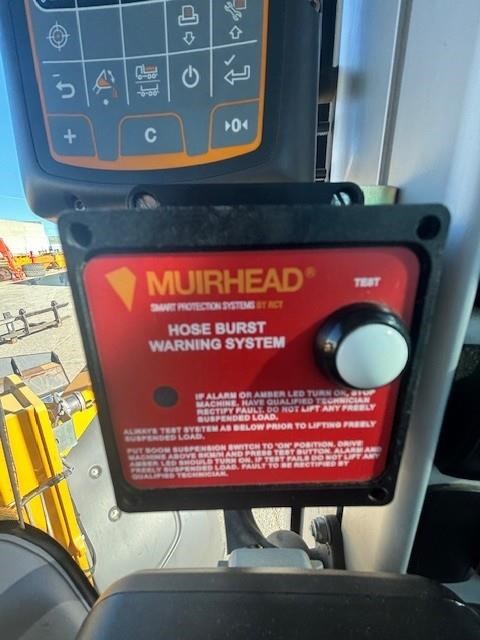 +
C
0
MUIRHEAD®
SMART PROTECTION SYSTEMS BY RCT
TEST
HOSE BURST
WARNING SYSTEM
IF ALARM OR AMBER LED TURN ON, STOP
MACHINE. HAVE QUALIFIED TECHNICIAN
RECTIFY FAULT. DO NOT LIFT ANY FREELY
SUSPENDED LOAD.
ALWAYS TEST SYSTEM AS BELOW PRIOR TO LIFTING FREELY
SUSPENDED LOAD.
PUT BOOM SUSPENSION SWITCH TO "ON" POSITION. DRIVE
MACHINE ABOVE 5KM/H AND PRESS TEST BUTTON. ALARM AND
AMBER LED SHOULD TURN ON. IF TEST FAILS DO NOT LIFT ANY
FREELY SUSPENDED LOAD. FAULT TO BE RECTIFIED BY
QUALIFIED TECHNICIAN.